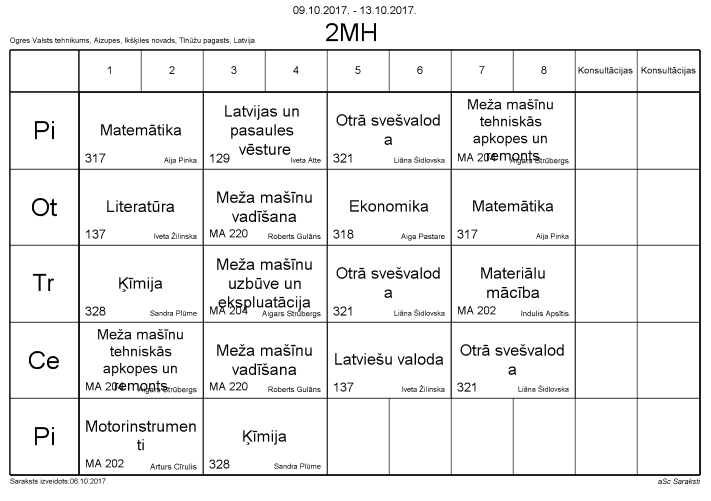 09.10.2017. - 13.10.2017.
2MH
Ogres Valsts tehnikums, Aizupes, Ikšķiles novads, Tīnūžu pagasts, Latvija
1 2 3 4 5 6 7 8 Konsultācijas Konsultācijas
Pi
Matemātika
317 Aija Pinka
Latvijas un
pasaules
vēsture
129 Iveta Atte
Otrā svešvalod
a
321 Liāna Šidlovska
Meža mašīnu
tehniskās
apkopes un
remonts
MA 204 Aigars Strūbergs
Ot
Literatūra
137 Iveta Žilinska
Meža mašīnu
vadīšana
MA 220 Roberts Gulāns
Ekonomika
318 Aiga Pastare
Matemātika
317 Aija Pinka
Tr
Ķīmija
328 Sandra Plūme
Meža mašīnu
uzbūve un
ekspluatācija
MA 204 Aigars Strūbergs
Otrā svešvalod
a
321 Liāna Šidlovska
Materiālu
mācība
MA 202 Indulis Apsītis
Ce
Meža mašīnu
tehniskās
apkopes un
remonts
MA 204 Aigars Strūbergs
Meža mašīnu
vadīšana
MA 220 Roberts Gulāns
Latviešu valoda
137 Iveta Žilinska
Otrā svešvalod
a
321 Liāna Šidlovska
Pi
Motorinstrumen
ti
MA 202 Arturs Cīrulis
Ķīmija
328 Sandra Plūme
Saraksts izveidots:06.10.2017
aSc Saraksti